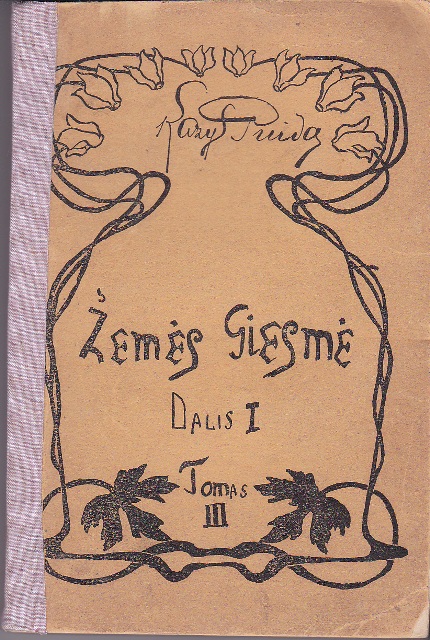 Kazys Puida
Žemės Giesmė
Dalis I
Tomas
III